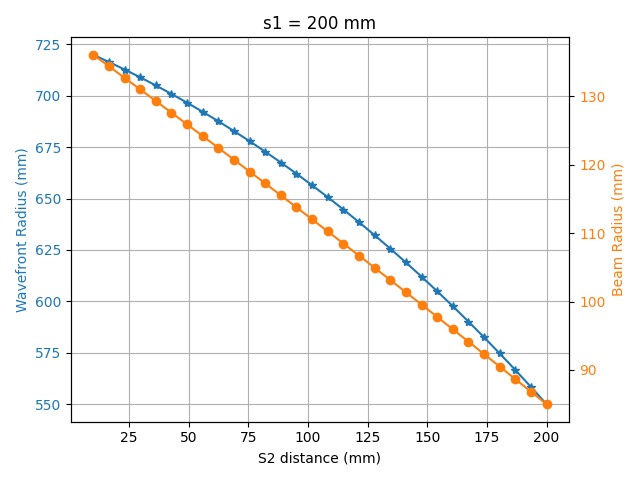 s1 = 200 mm
725
700
675
650
625
600
575
550
Wavefront Radius (mm)
130
120
110
100
90
Beam Radius (mm)
25 50 75 100 125 150 175 200
S2 distance (mm)